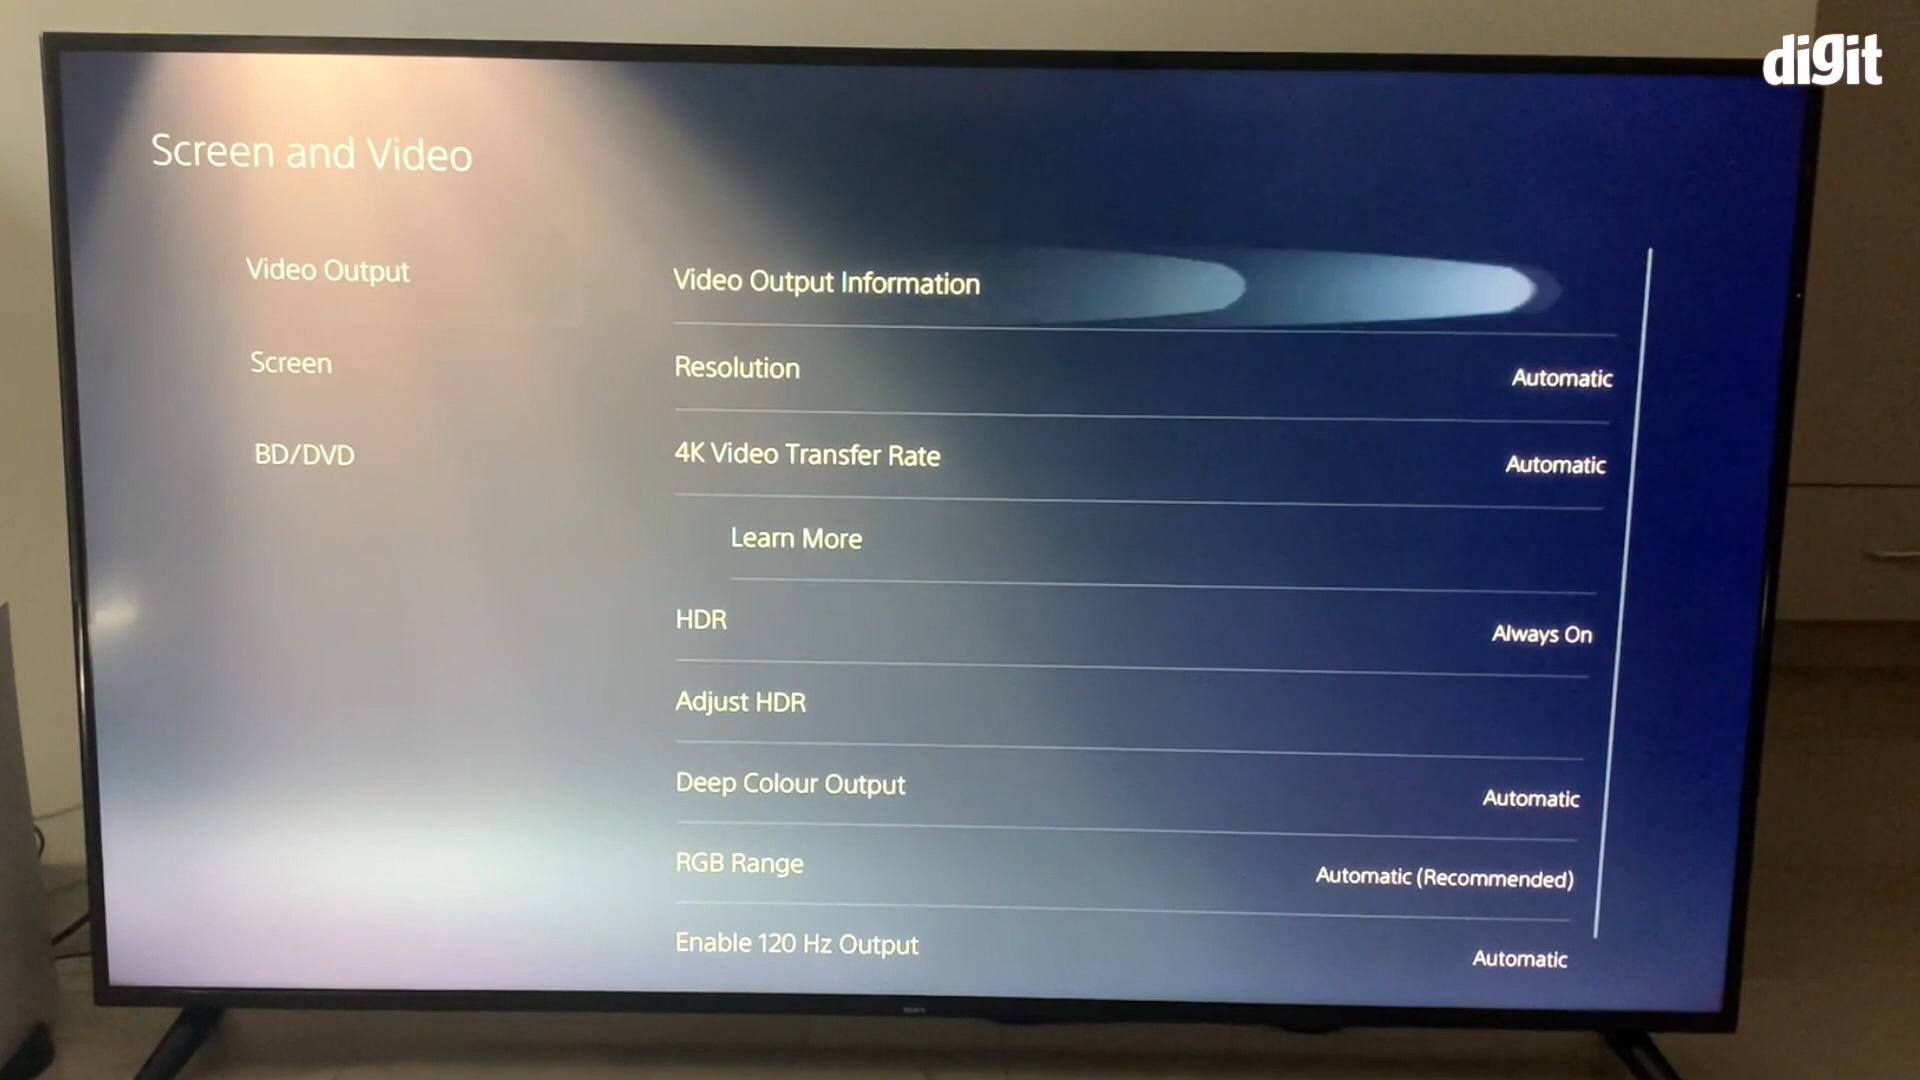 digit
Screen and Video
Video Output
Screen
BD/DVD
Video Output Information
Resolution Automatic
4K Video Transfer Rate Automatic
Learn More
HDR Always On
Adjust HDR
Deep Colour Output Automatic
RGB Range Automatic (Recommended)
Enable 120 Hz Output Automatic